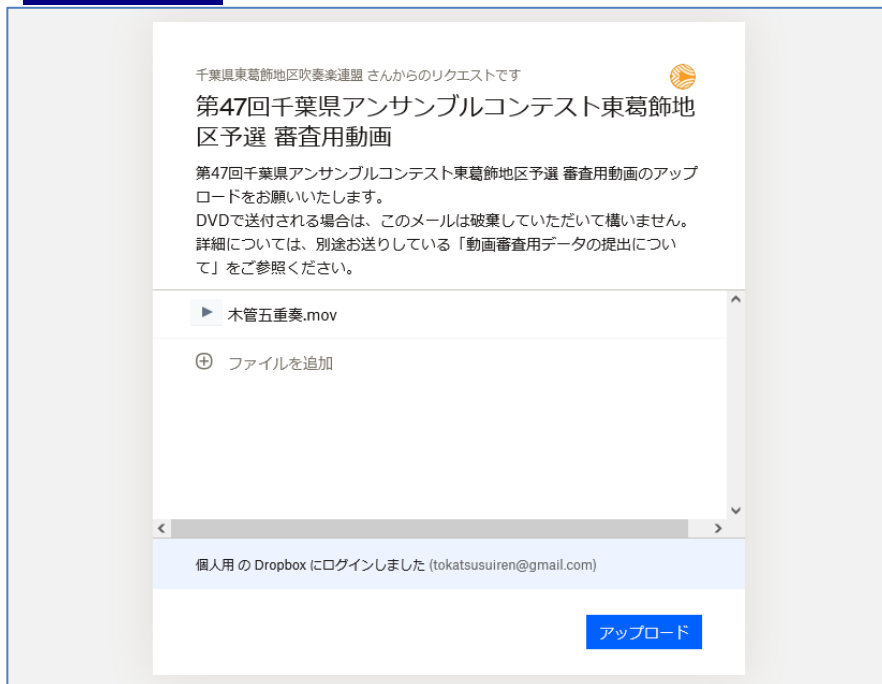 千葉県東葛飾地区吹奏楽連盟 さんからのリクエストです
第47回千葉県アンサンブルコンテスト東葛飾地
区予選 審査用動画
第47回千葉県アンサンブルコンテスト東葛飾地区予選 審査用動画のアップ
ロードをお願いいたします。
DVDで送付される場合は、このメールは破棄していただいて構いません。
詳細については、別途お送りしている「動画審査用データの提出につい
て」をご参照ください。
木管五重奏.mov
ファイルを追加
個人用 の Dropbox にログインしました (tokatsusuiren@gmail.com)
アップロード